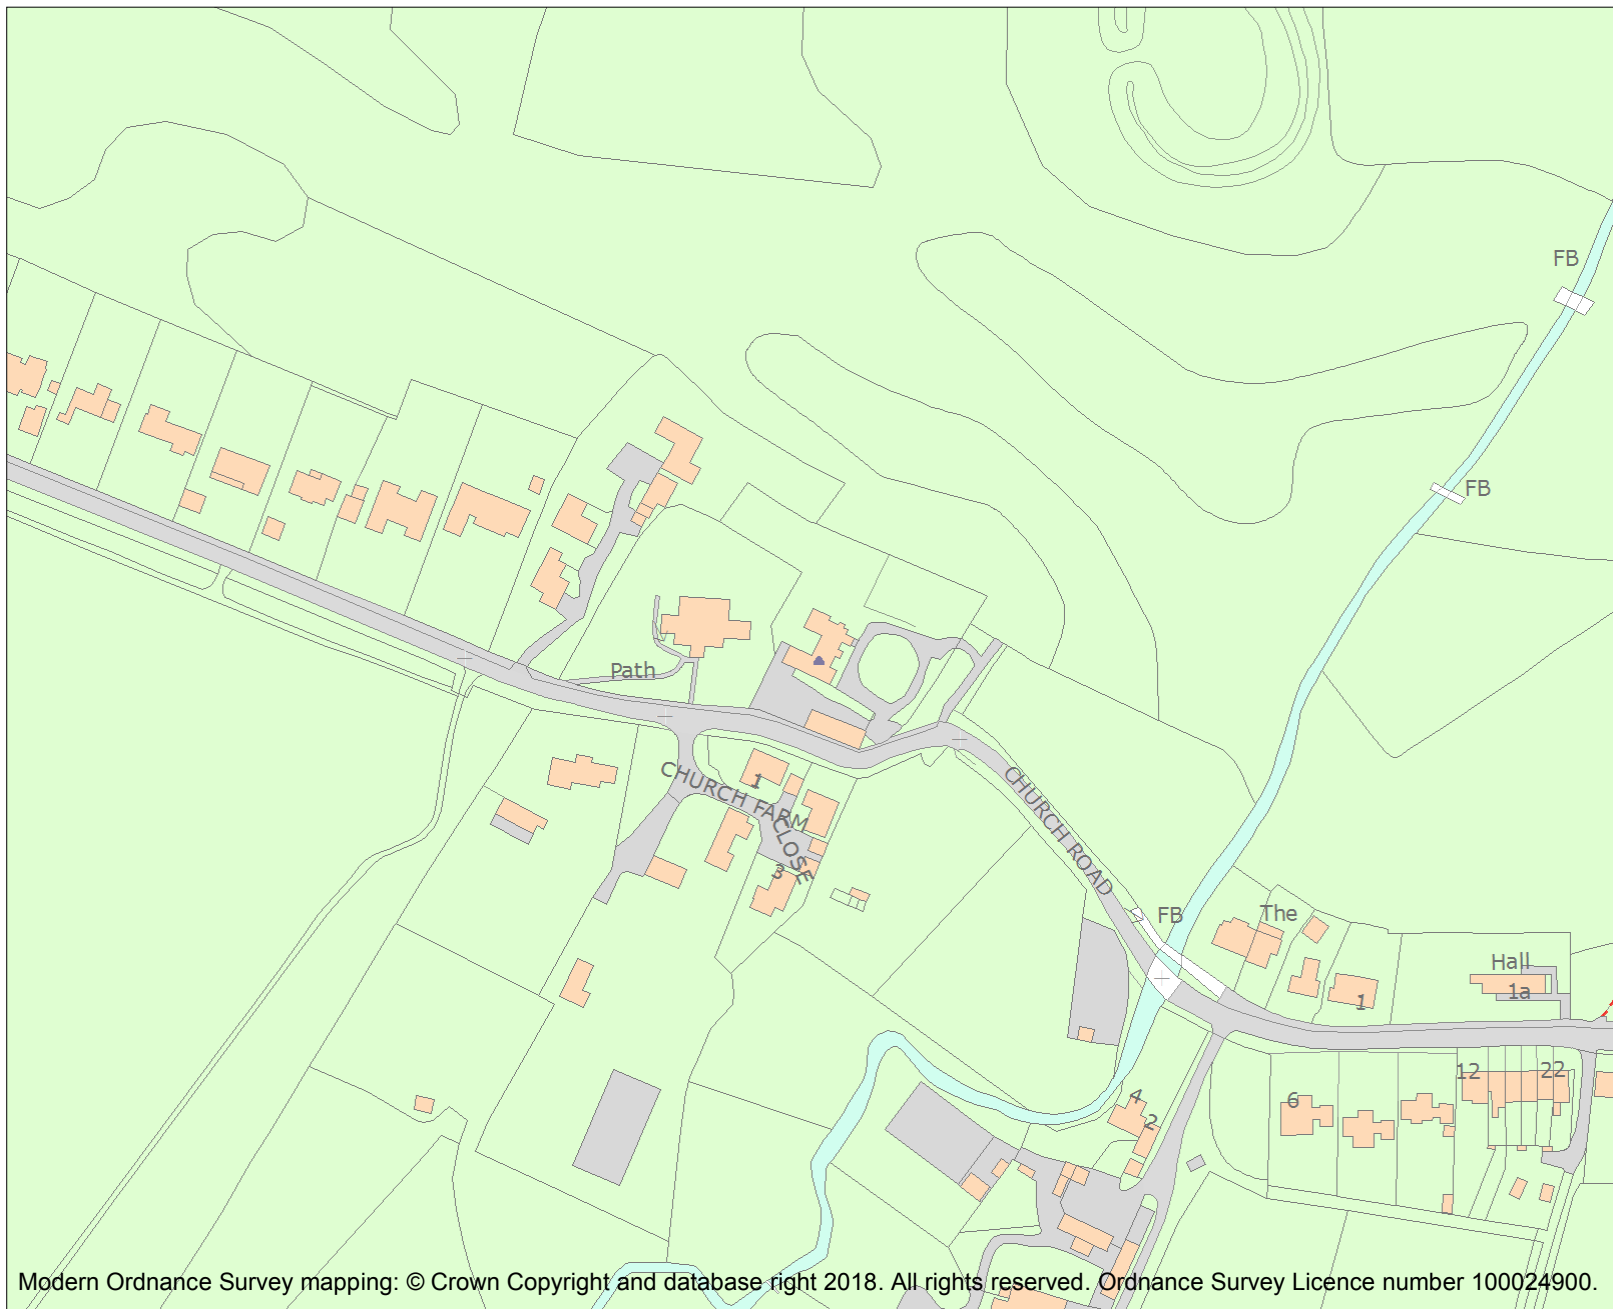 FB
FB
Path
CHURCH FARM
CLOSE
1
3
CHURCH ROAD
FB
The
Hall
1a
1
12
22
6
4
2
Modern Ordnance Survey mapping: © Crown Copyright and database right 2018. All rights reserved. Ordnance Survey Licence number 100024900.